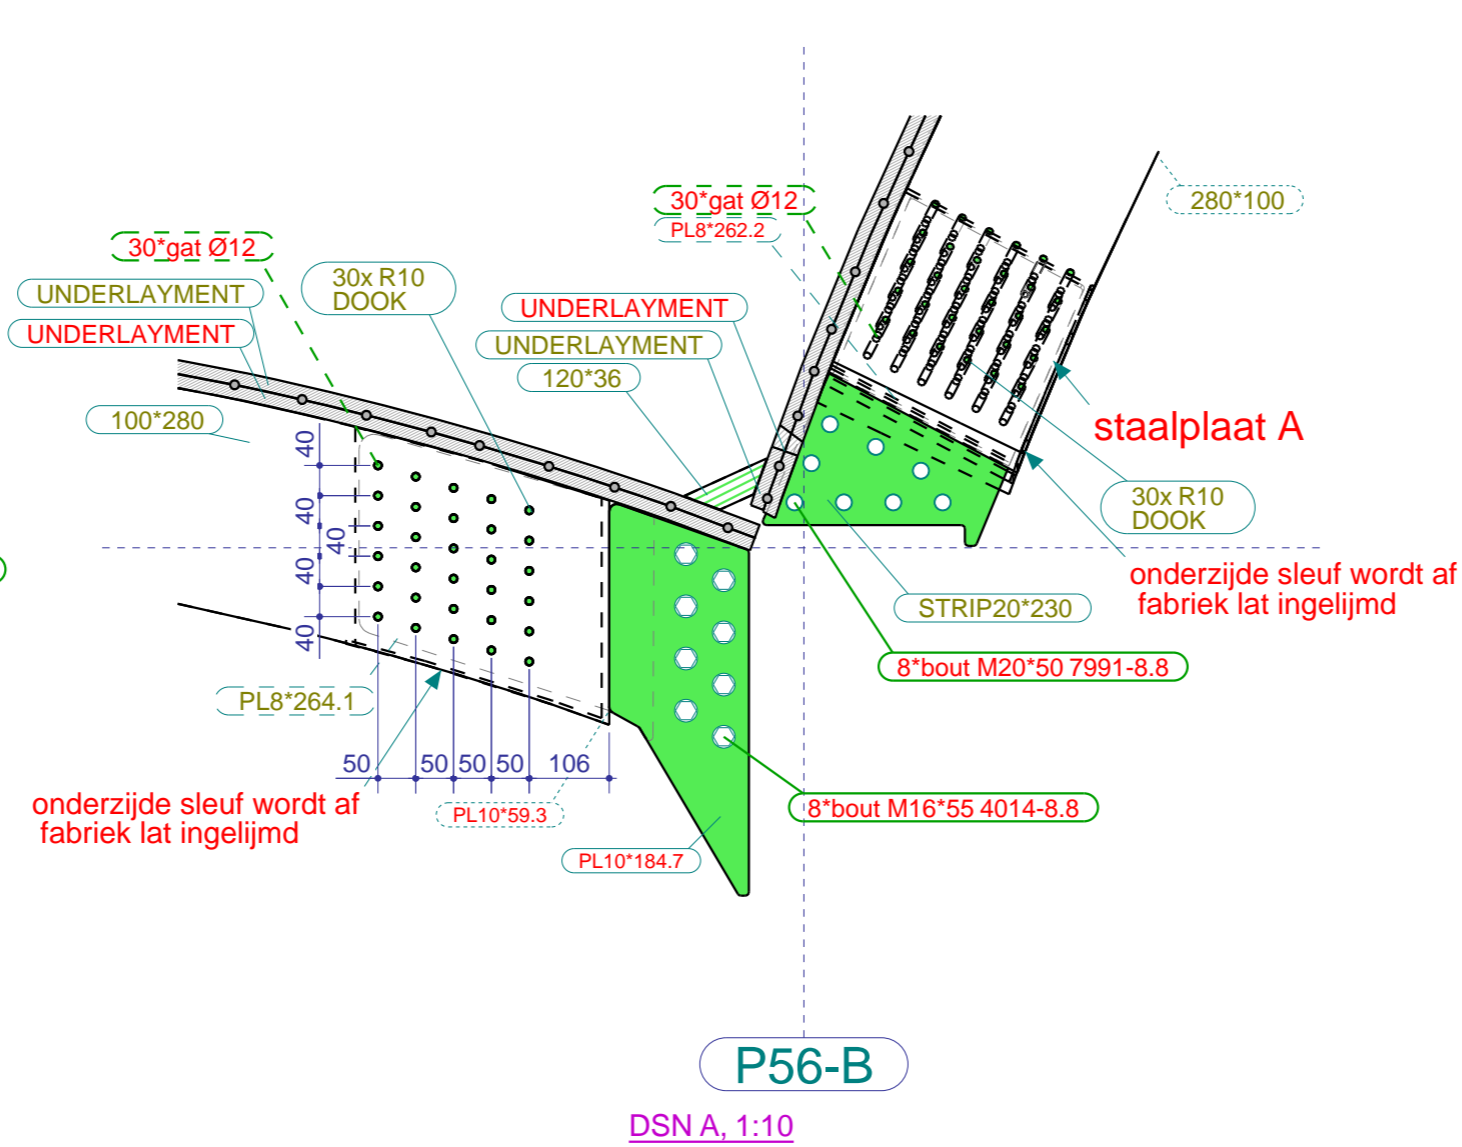 30*gat Ø12
PL8*262.2
280*100
30*gat Ø12
30x R10
DOOK
UNDERLAYMENT
UNDERLAYMENT
UNDERLAYMENT
UNDERLAYMENT
120*36
100*280
staalplaat A
40
40
40
40
40
30x R10
DOOK
onderzijde sleuf wordt af
fabriek lat ingelijmd
STRIP20*230
8*bout M20*50 7991-8.8
PL8*264.1
50
50
50
50
106
onderzijde sleuf wordt af
fabriek lat ingelijmd
PL10*59.3
8*bout M16*55 4014-8.8
PL10*184.7
P56-B
DSN A, 1:10